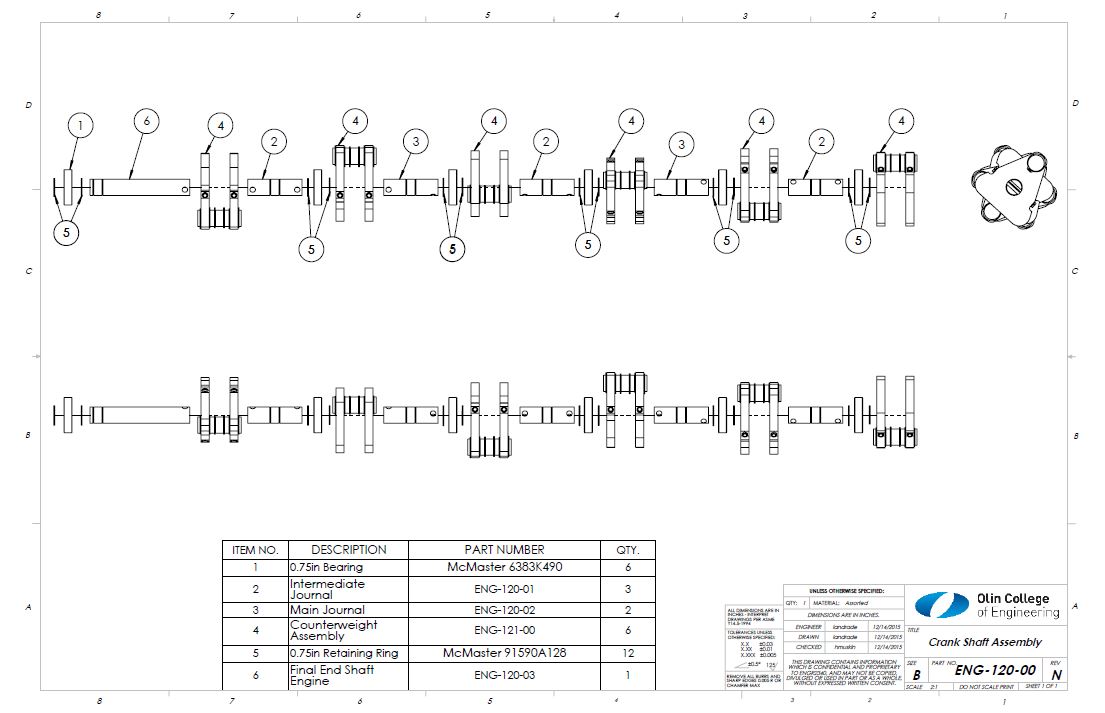 8 7 6 5 4 3 2 1
D D
1 6 4 2 4 3 4 2 4 3 4 2 4
5 5 5 5 5 5
C C
B B
ITEM NO. DESCRIPTION PART NUMBER QTY.
1 0.75in Bearing McMaster 6383K490 6
2 Intermediate Journal ENG-120-01 3
3 Main Journal ENG-120-02 2
4 Counterweight Assembly ENG-121-00 6
5 0.75in Retaining Ring McMaster 91590A128 12
6 Final End Shaft Engine ENG-120-03 1
A A
ALL DIMENSIONS ARE IN
INCHES - INTERPRET
DRAWINGS PER ASME
Y14.5-1994
TOLERANCES UNLESS
OTHERWISE SPECIFIED:
X.X ±0.03
X.XX ±0.01
X.XXX ±0.005
±0.5° 125
REMOVE ALL BURRS AND
SHARP EDGES 0.005 R OR
CHAMFER MAX
UNLESS OTHERWISE SPECIFIED:
QTY: 1 MATERIAL: Assorted
DIMENSIONS ARE IN INCHES.
ENGINEER landrade 12/14/2015
DRAWN landrade 12/14/2015
CHECKED hmuskin 12/14/2015
THIS DRAWING CONTAINS INFORMATION
WHICH IS CONFIDENTIAL AND PROPRIETARY
TO ENGR3340, AND MAY NOT BE COPIED,
DIVULGED OR USED IN PART OR AS A WHOLE,
WITHOUT EXPRESSED WRITTEN CONSENT.
Olin College
of Engineering
TITLE
Crank Shaft Assembly
SIZE B
PART NO. ENG-120-00
REV N
SCALE 2:1 DO NOT SCALE PRINT SHEET 1 OF 1
8 7 6 5 4 3 2 1